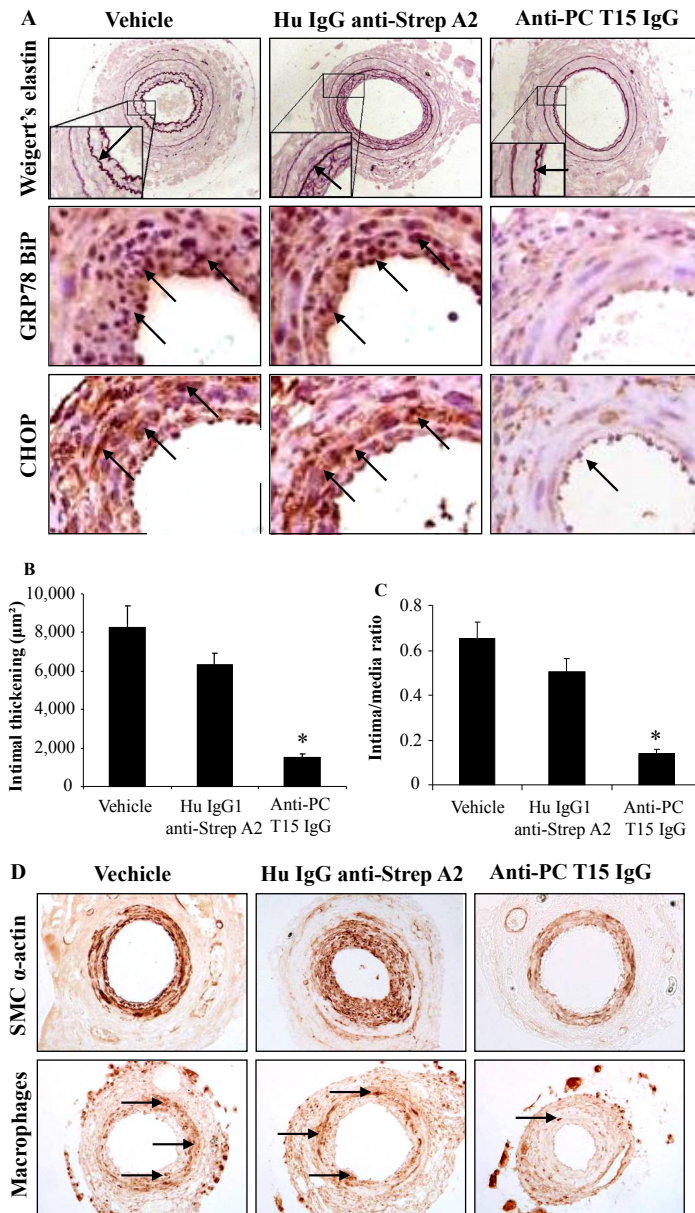 A
Vehicle
Hu IgG anti-Strep A2
Anti-PC T15 IgG
Weigert's elastin
GRP78 BiP
CHOP
B
Intimal thickening (µm²)
10,000
8,000
6,000
4,000
2,000
0
*
Vehicle
Hu IgG1
anti-Strep A2
Anti-PC
T15 IgG
C
Intima/media ratio
0.8
0.6
0.4
0.2
0
*
Vehicle
Hu IgG1
anti-Strep A2
Anti-PC
T15 IgG
D
Vechicle
Hu IgG anti-Strep A2
Anti-PC T15 IgG
SMC α-actin
Macrophages